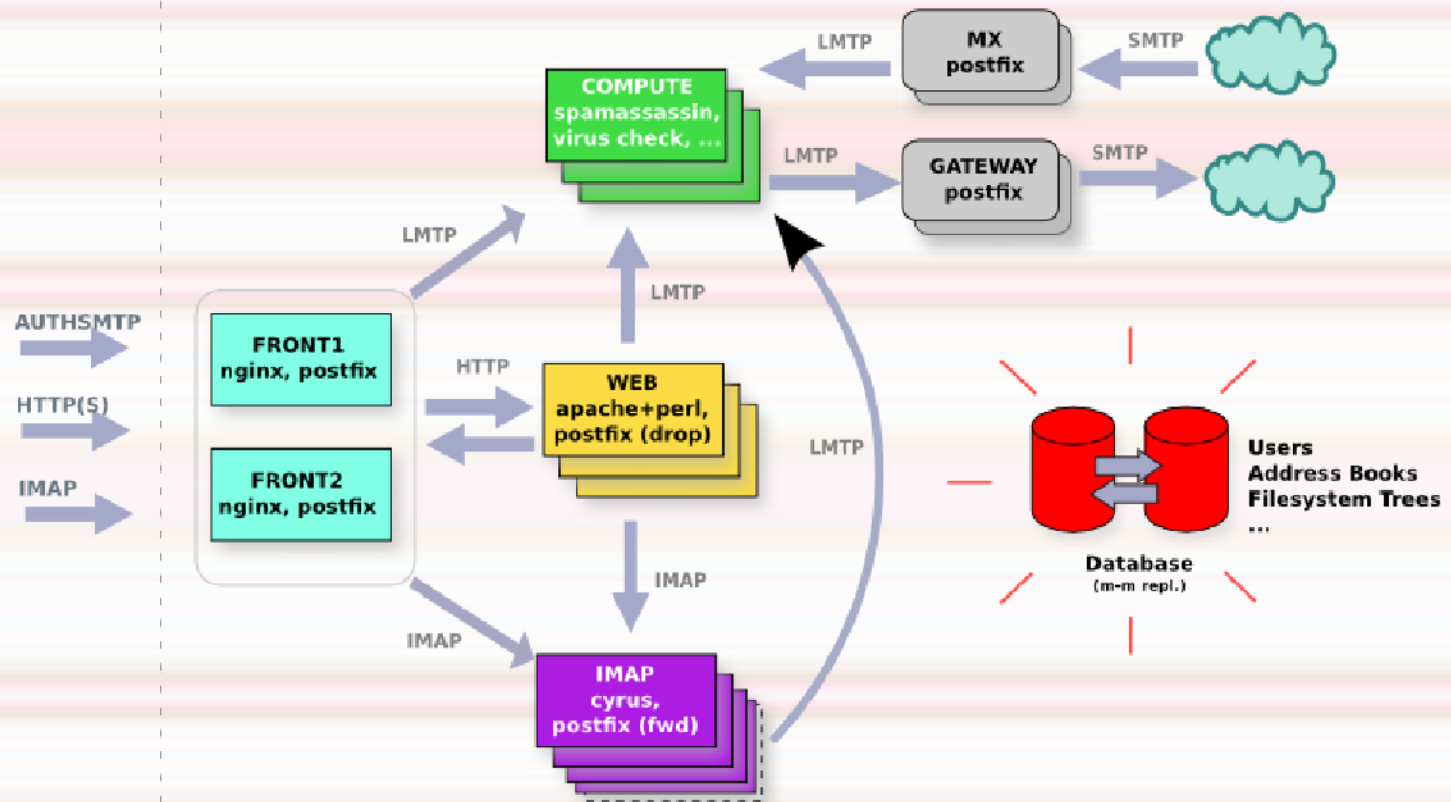 LMTP
MX
postfix
SMTP
COMPUTE
spamassassin,
virus check, ...
LMTP
GATEWAY
postfix
SMTP
LMTP
LMTP
AUTHSMTP
HTTP(S)
IMAP
FRONT1
nginx, postfix
FRONT2
nginx, postfix
HTTP
WEB
apache+perl,
postfix (drop)
LMTP
Users
Address Books
Filesystem Trees
...
Database
(m-m repl.)
IMAP
IMAP
IMAP
cyrus,
postfix (fwd)